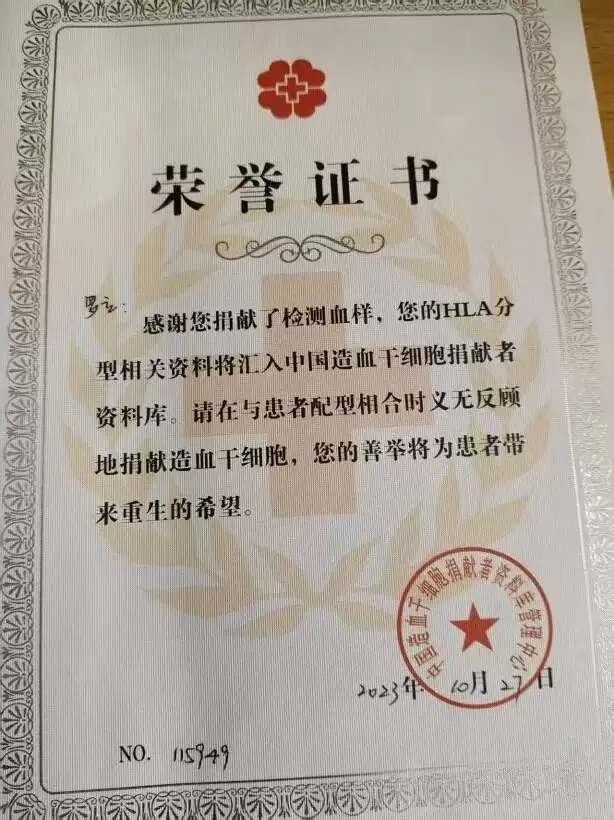 荣誉证书
罗立：
感谢您捐献了检测血样，您的HLA分
型相关资料将汇入中国造血干细胞捐献者
资料库。请在与患者配型相合时义无反顾
地捐献造血干细胞，您的善举将为患者带
来重生的希望。
中国造血干细胞捐献者资料库管理中心
2023年10月27日
NO. 115949